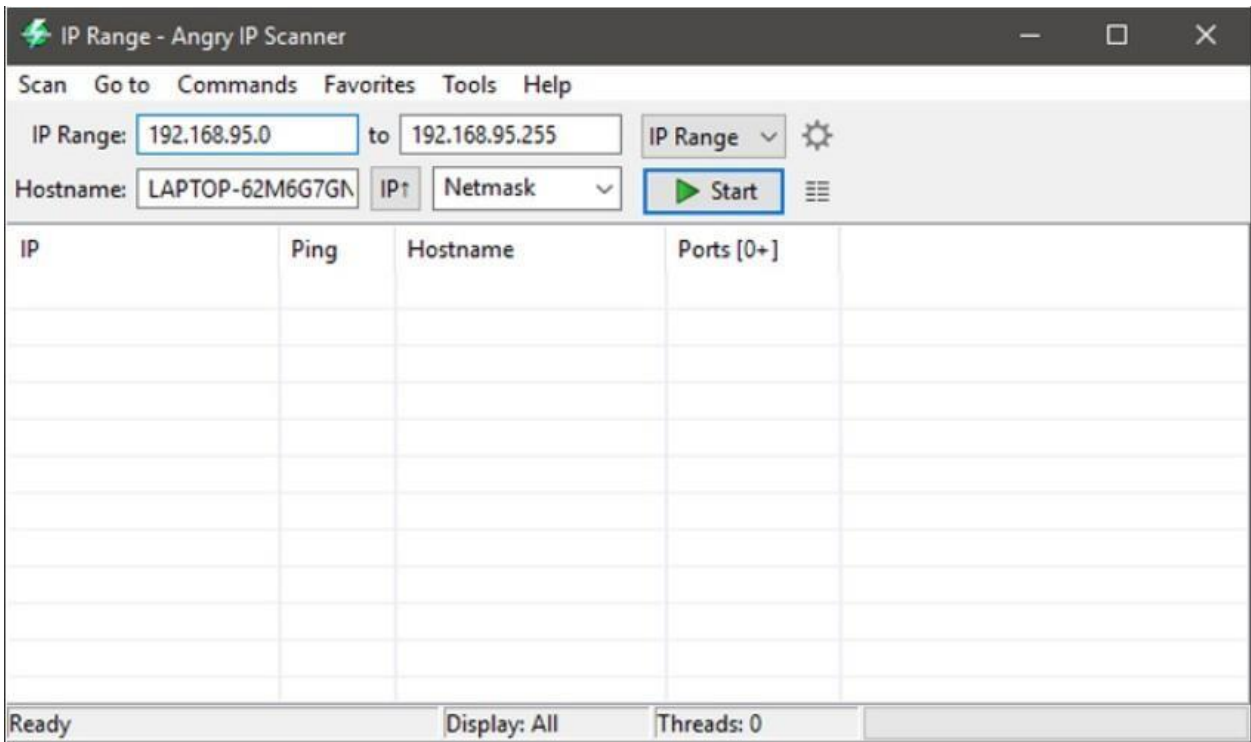 IP Range - Angry IP Scanner
Scan Go to Commands Favorites Tools Help
IP Range: 192.168.95.0 to 192.168.95.255 IP Range
Hostname: LAPTOP-62M6G7GN IP↑ Netmask Start
IP Ping Hostname Ports [0+]
Ready Display: All Threads: 0